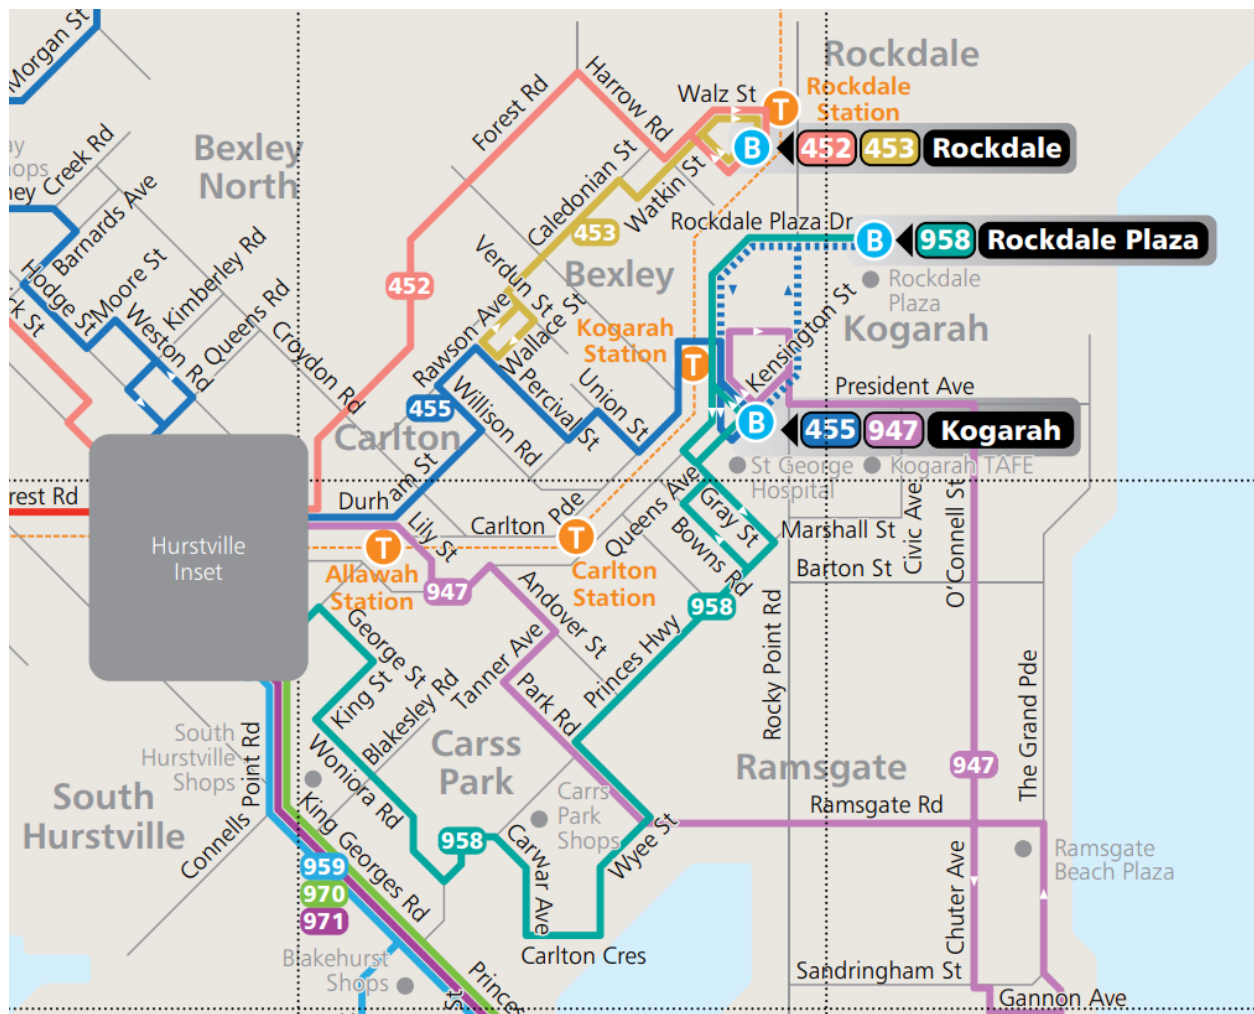 Morgan St
Forest Rd
Harrow Rd
Walz St
Rockdale
Rockdale
Station
T
B
452
453
Rockdale
Creek Rd
Bexley
North
Barnards Ave
Caledonian St
Watkin St
453
Rockdale Plaza Dr
B
958
Rockdale Plaza
Rockdale
Plaza
Hodge St
Moore St
Kimberley Rd
Weston Rd
Queens Rd
Croydon Rd
452
Verdun St
Bexley
Rawson Ave
Wallace St
Kogarah
Station
T
Kensington St
Kogarah
Carlton
455
Willison Rd
Percival St
Union St
President Ave
B
455
947
Kogarah
St George
Hospital
Kogarah TAFE
Durham St
Carlton Pde
Queens Ave
Gray St
Bowns Rd
Marshall St
Civic Ave
O'Connell St
Barton St
Hurstville
Inset
T
Allawah
Station
Lily St
947
T
Carlton
Station
958
Andover St
Princes Hwy
Rocky Point Rd
George St
King St
Blakesley Rd
Tanner Ave
Park Rd
The Grand Pde
South
Hurstville
Shops
Connells Point Rd
Woniora Rd
Carss
Park
Ramsgate
947
South
Hurstville
King Georges Rd
958
Carrs
Park
Shops
Carwar Ave
Wyee St
Ramsgate Rd
Ramsgate
Beach Plaza
959
970
971
Chuter Ave
Carlton Cres
Blakehurst
Shops
Princes
Sandringham St
Gannon Ave